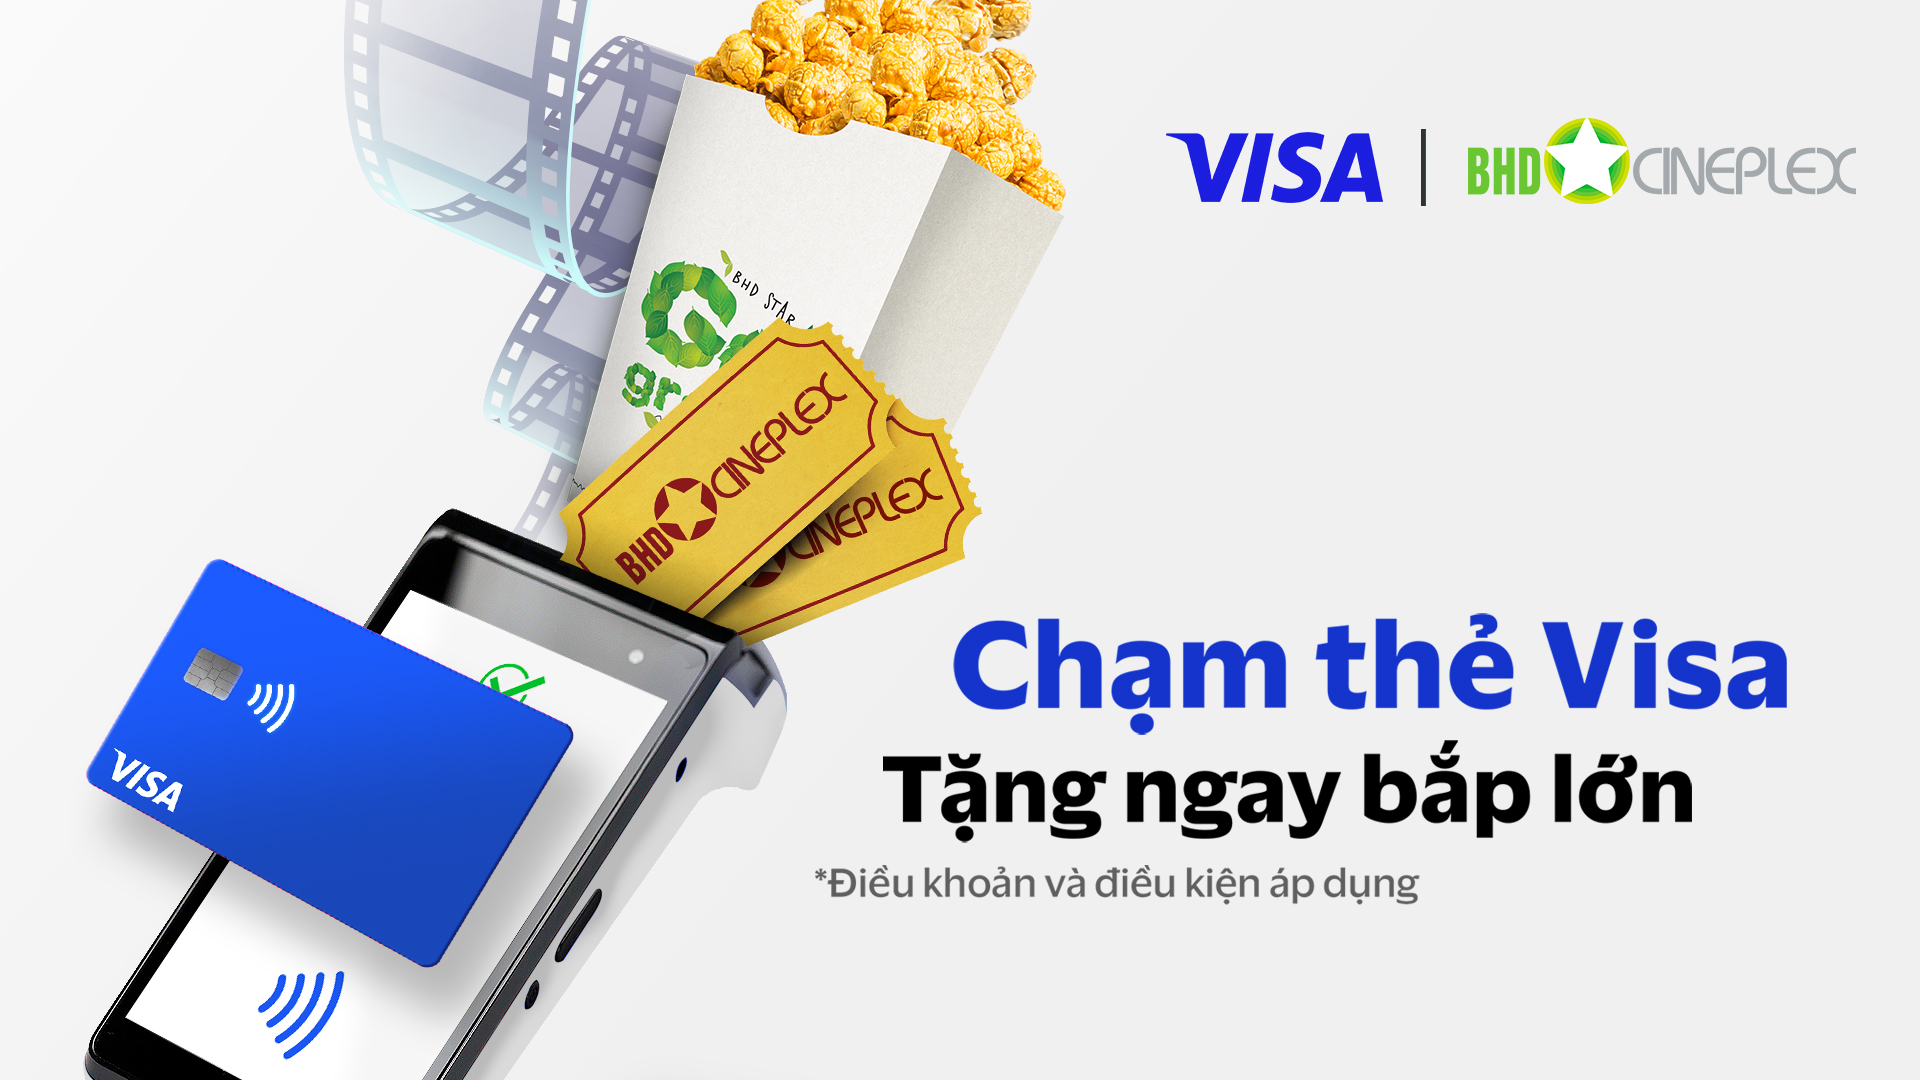 VISA | BHD CINEPLEX
BHD STAR
gr
BHD CINEPLEX
CINEPLEX
VISA
Chạm thẻ Visa
Tặng ngay bắp lớn
*Điều khoản và điều kiện áp dụng